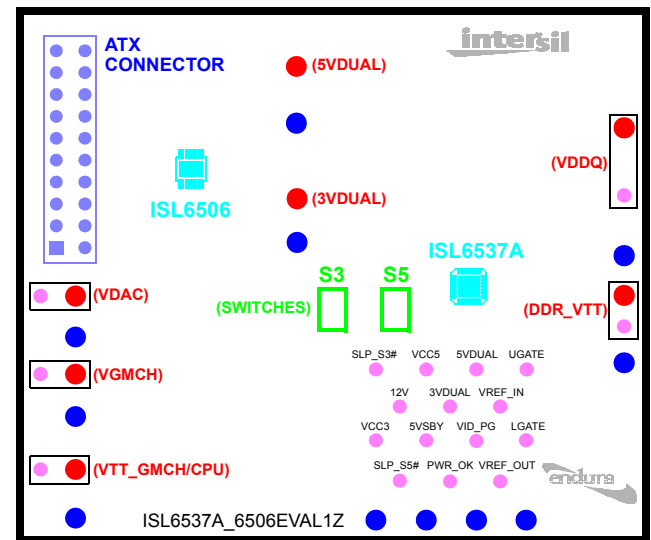 ATX
CONNECTOR
intersil
(5VDUAL)
(VDDQ)
ISL6506
(3VDUAL)
ISL6537A
S3 S5
(VDAC)
(SWITCHES)
(DDR_VTT)
SLP_S3# VCC5 5VDUAL UGATE
(VGMCH)
12V 3VDUAL VREF_IN
VCC3 5VSBY VID_PG LGATE
(VTT_GMCH/CPU)
SLP_S5# PWR_OK VREF_OUT
endura
ISL6537A_6506EVAL1Z